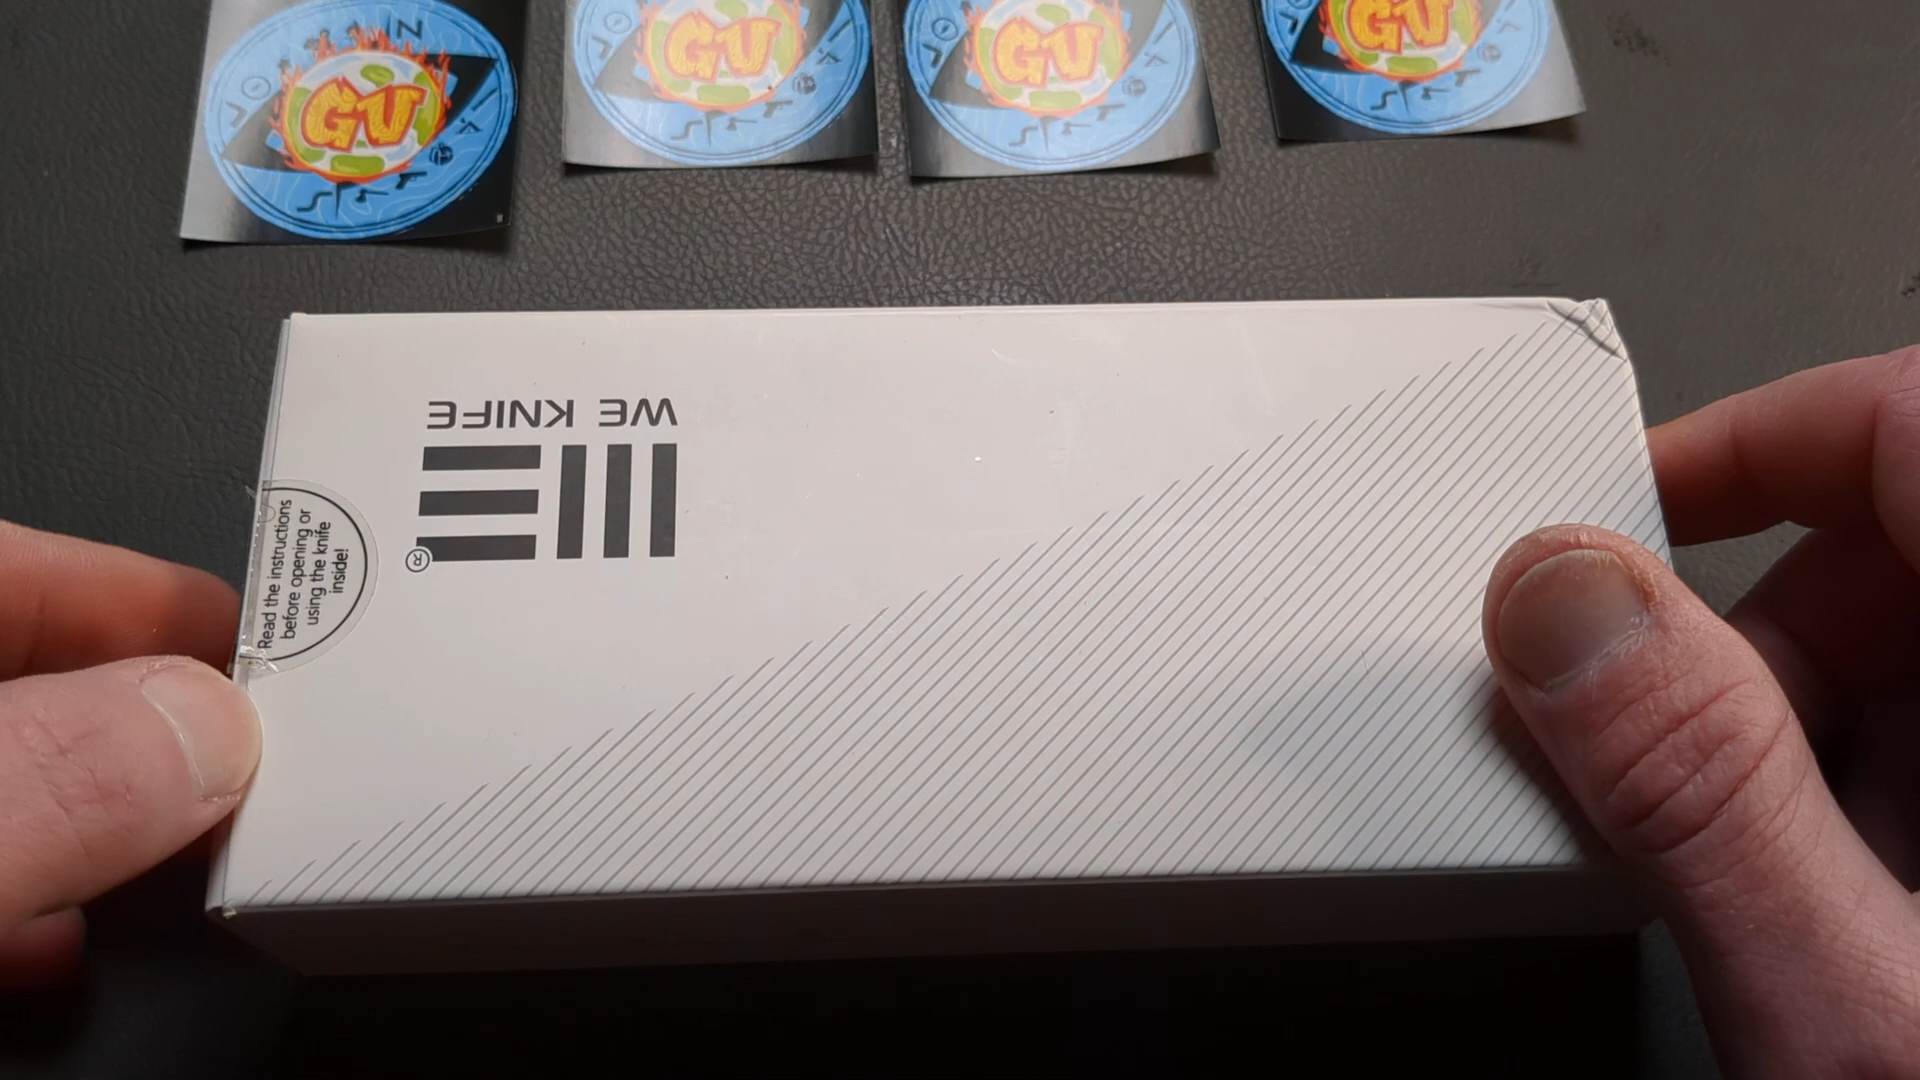 GU
GU
GU
GU
WE KNIFE
®
Read the instructions
before opening or
using the knife
inside!